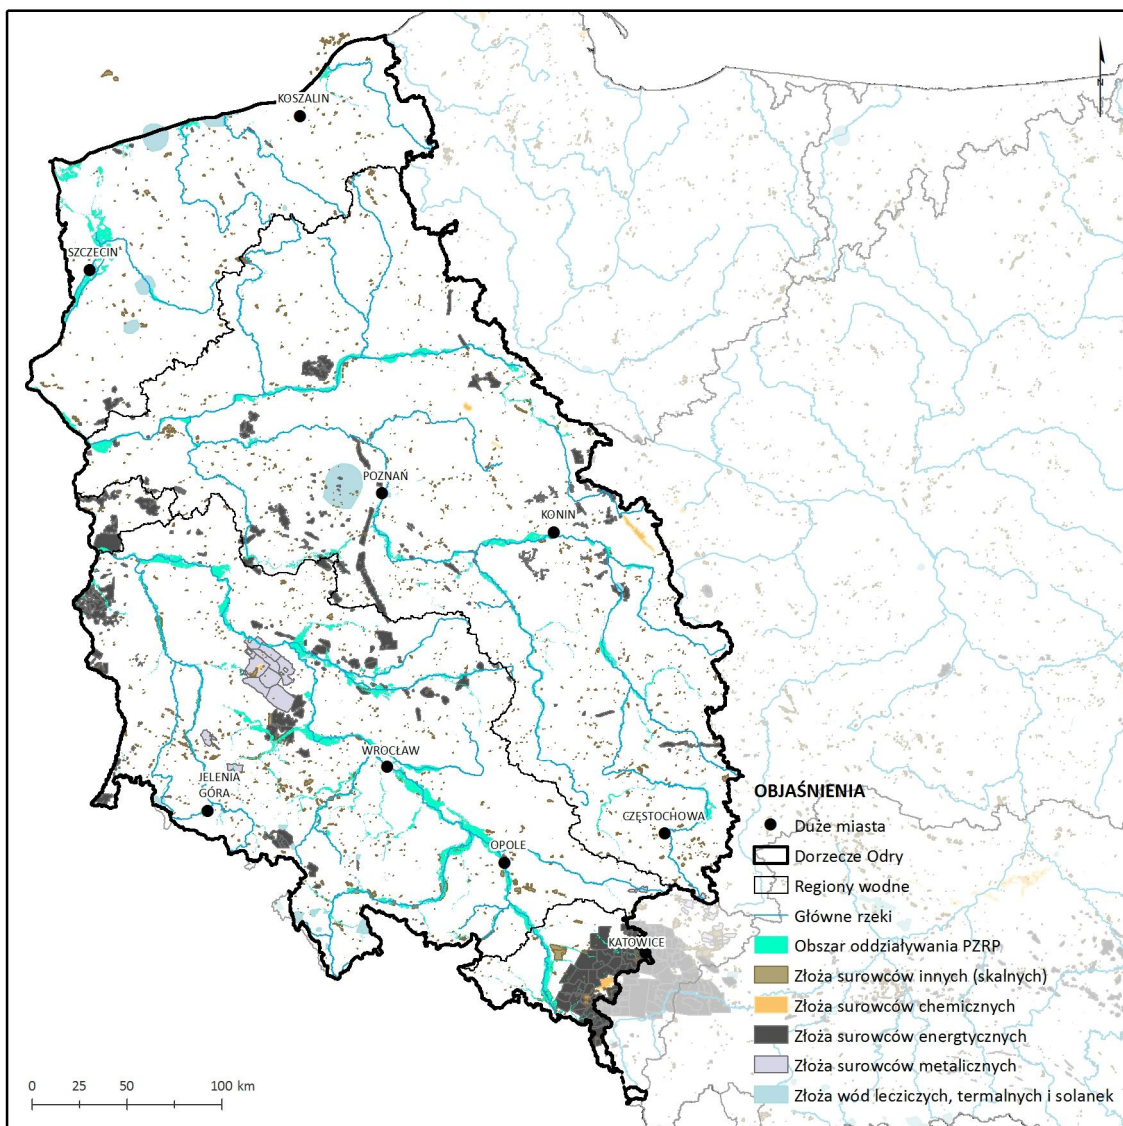 N
KOSZALIN
SZCZECIN
POZNAŃ
KONIN
WROCŁAW
JELENIA
GÓRA
CZĘSTOCHOWA
OPOLE
KATOWICE
OBJAŚNIENIA
Duże miasta
Dorzecze Odry
Regiony wodne
Główne rzeki
Obszar oddziaływania PZRP
Złoża surowców innych (skalnych)
Złoża surowców chemicznych
Złoża surowców energtycznych
Złoża surowców metalicznych
Złoża wód lecziczych, termalnych i solanek
0 25 50 100 km